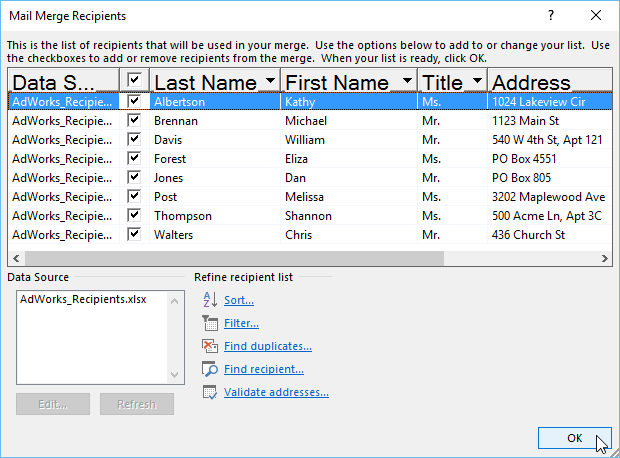 Mail Merge Recipients
This is the list of recipients that will be used in your merge. Use the options below to add to or change your list. Use
the checkboxes to add or remove recipients from the merge. When your list is ready, click OK.
Data S... Last Name First Name Title Address
AdWorks_Recipie... Albertson Kathy Ms. 1024 Lakeview Cir
AdWorks_Recipie... Brennan Michael Mr. 1123 Main St
AdWorks_Recipie... Davis William Mr. 540 W 4th St, Apt 121
AdWorks_Recipie... Forest Eliza Ms. PO Box 4551
AdWorks_Recipie... Jones Dan Mr. PO Box 805
AdWorks_Recipie... Post Melissa Ms. 3202 Maplewood Ave
AdWorks_Recipie... Thompson Shannon Ms. 500 Acme Ln, Apt 3C
AdWorks_Recipie... Walters Chris Mr. 436 Church St
Data Source
AdWorks_Recipients.xlsx
Edit... Refresh
Refine recipient list
Sort...
Filter...
Find duplicates...
Find recipient...
Validate addresses...
OK